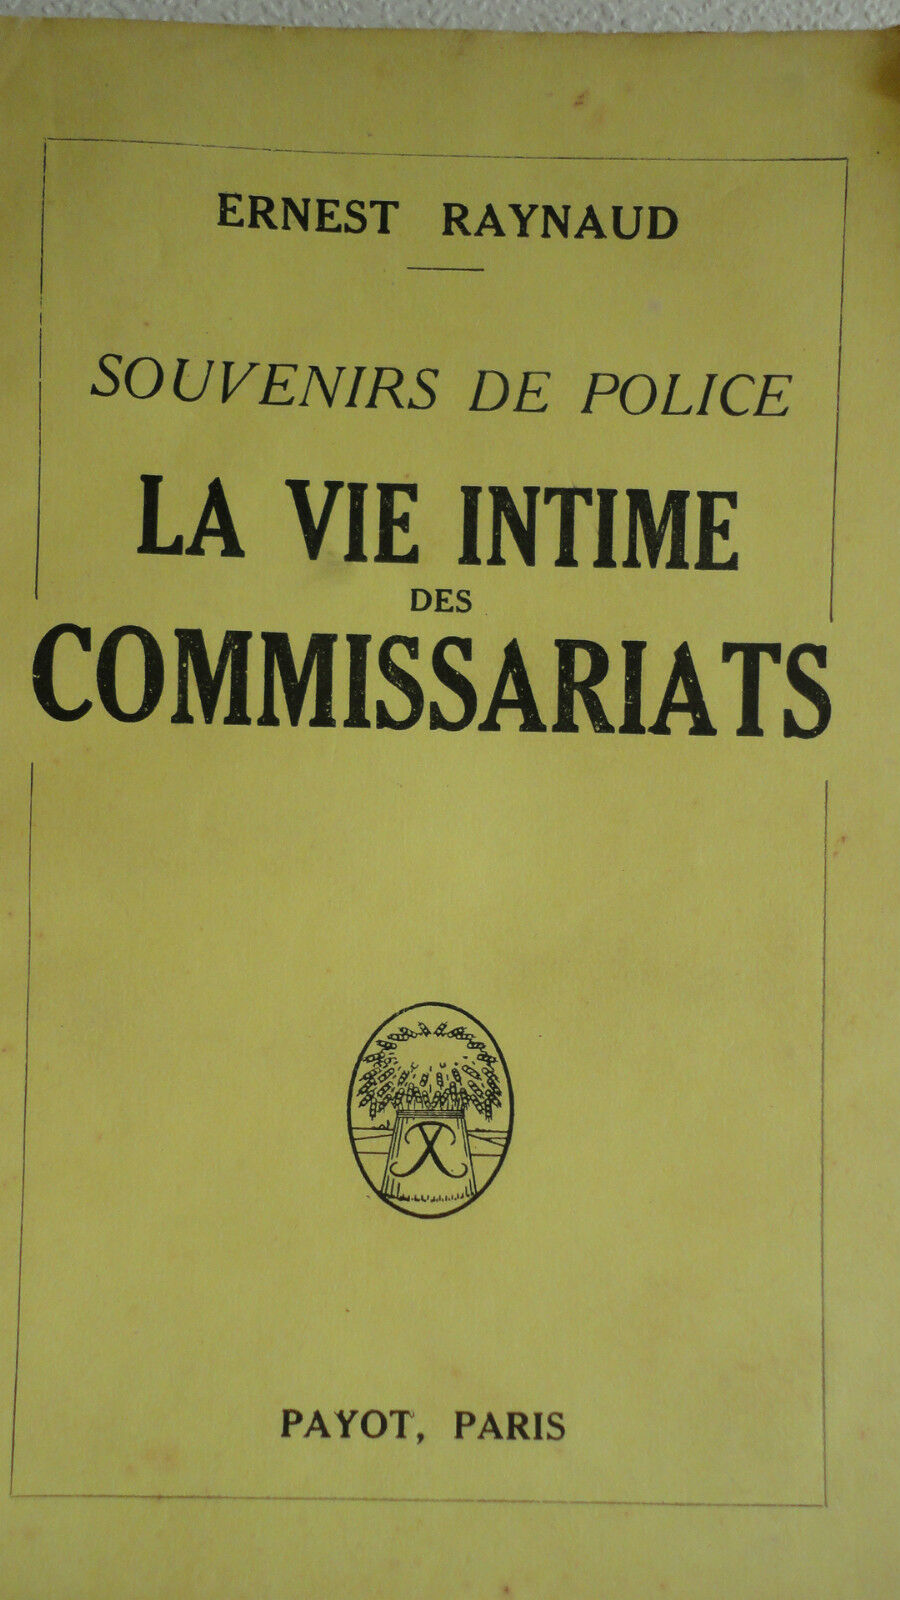 ERNEST RAYNAUD
SOUVENIRS DE POLICE
LA VIE INTIME
DES
COMMISSARIATS
PAYOT, PARIS